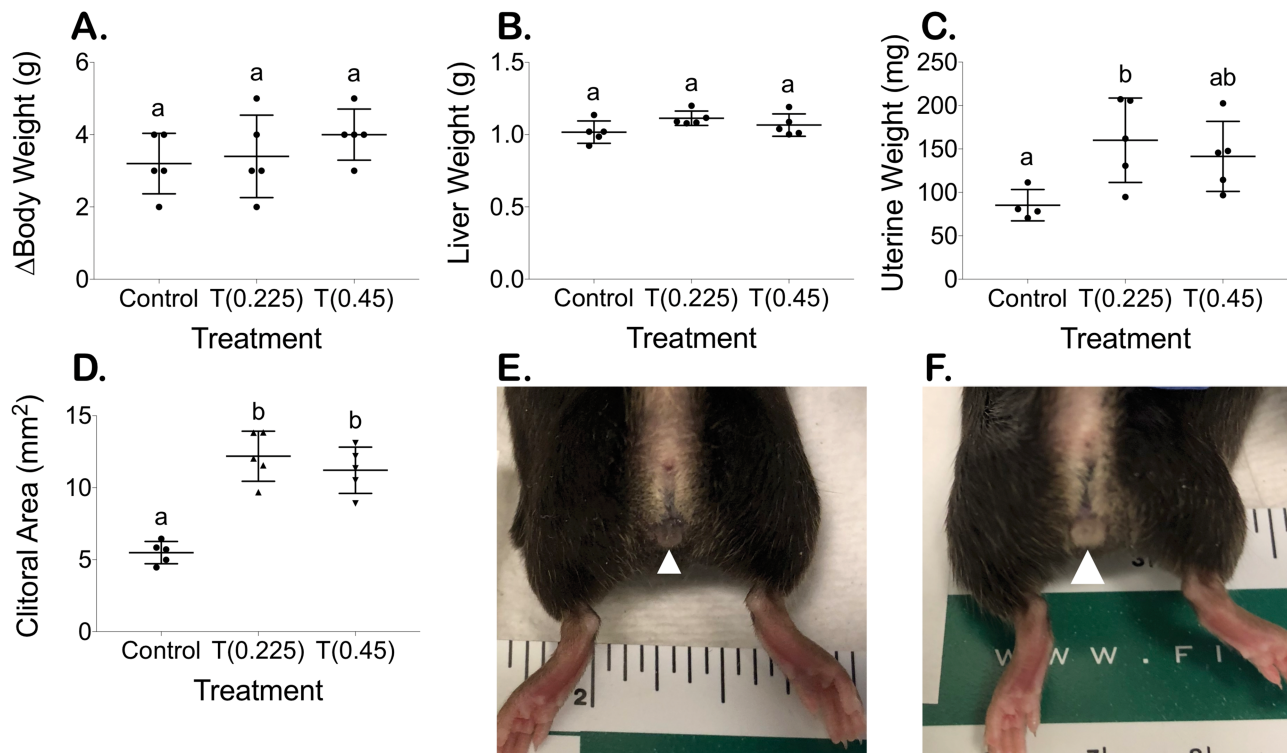 A.
ΔBody Weight (g)
6
4
2
0
a
a
a
Control T(0.225) T(0.45)
Treatment
B.
Liver Weight (g)
1.5
1.0
0.5
0.0
a
a
a
Control T(0.225) T(0.45)
Treatment
C.
Uterine Weight (mg)
250
200
150
100
50
0
a
b
ab
Control T(0.225) T(0.45)
Treatment
D.
Clitoral Area (mm²)
15
10
5
0
a
b
b
Control T(0.225) T(0.45)
Treatment
E.
2
F.
WWW.FI